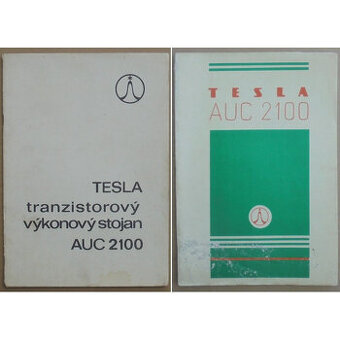 TESLA
tranzistorový
výkonový stojan
AUC 2100
TESLA
AUC 2100